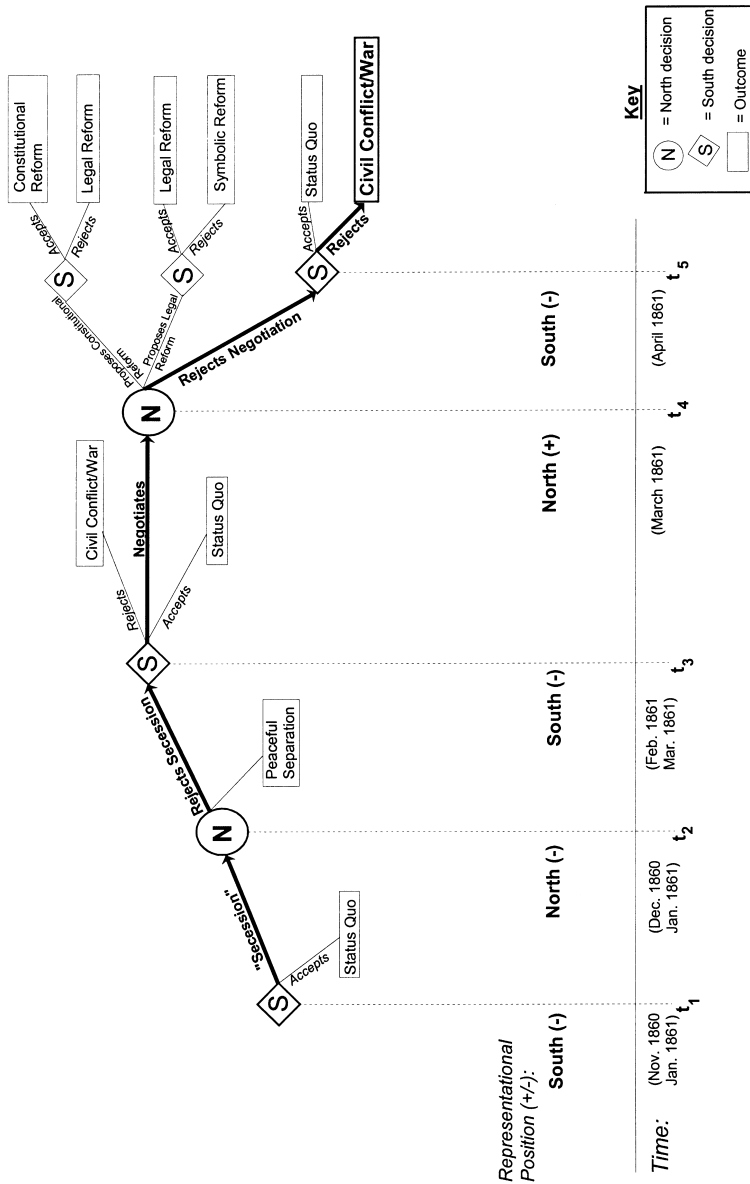 Constitutional
Reform
Legal Reform
Legal Reform
Symbolic Reform
Status Quo
Civil Conflict/War
Accepts
Rejects
Accepts
Rejects
Accepts
Rejects
S
S
S
Proposes Constitutional
Reform
Proposes Legal
Reform
Rejects Negotiation
N
Civil Conflict/War
Negotiates
Status Quo
Rejects
Accepts
S
Rejects Secession
Peaceful
Separation
N
"Secession"
Accepts
Status Quo
S
Representational
Position (+/-):
South (-)
North (-)
South (-)
North (+)
South (-)
Time:
(Nov. 1860
Jan. 1861)
t1
(Dec. 1860
Jan. 1861)
t2
(Feb. 1861
Mar. 1861)
t3
(March 1861)
t4
(April 1861)
t5
Key
N = North decision
S = South decision
= Outcome